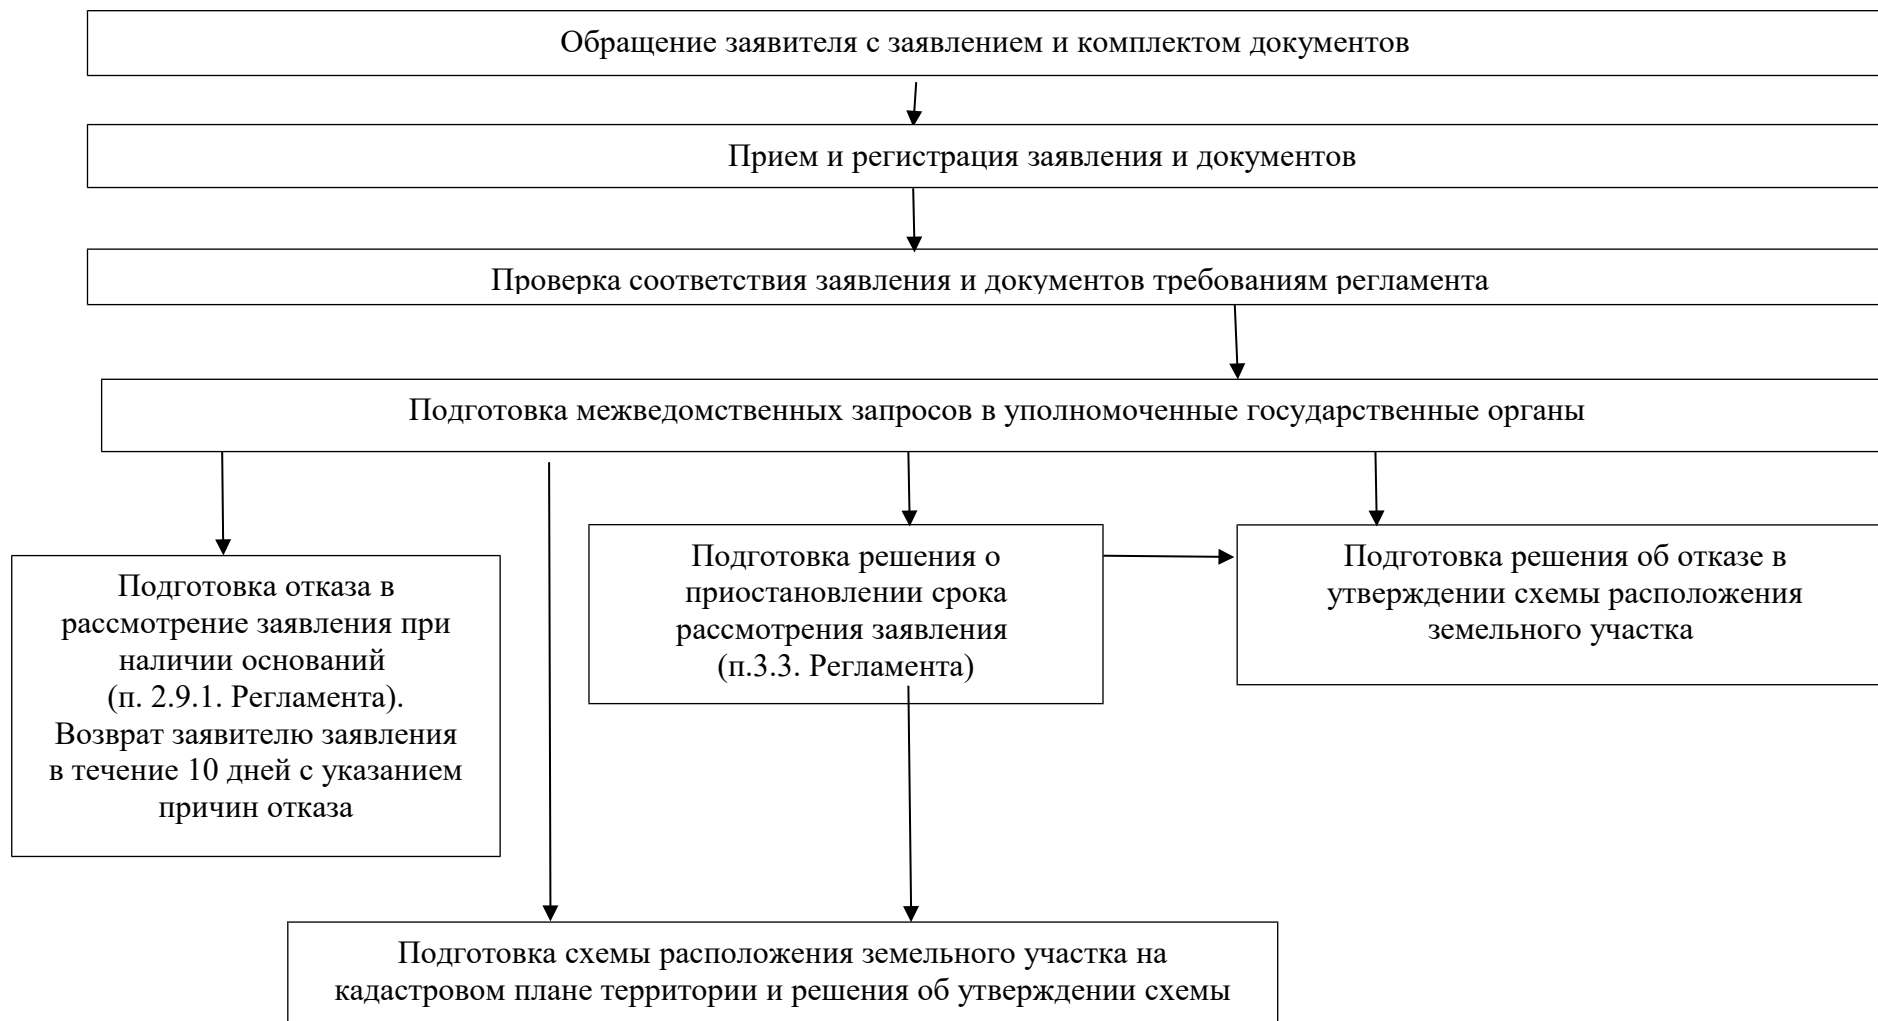 Обращение заявителя с заявлением и комплектом документов
Прием и регистрация заявления и документов
Проверка соответствия заявления и документов требованиям регламента
Подготовка межведомственных запросов в уполномоченные государственные органы
Подготовка отказа в
рассмотрение заявления при
наличии оснований
(п. 2.9.1. Регламента).
Возврат заявителю заявления
в течение 10 дней с указанием
причин отказа
Подготовка решения о
приостановлении срока
рассмотрения заявления
(п.3.3. Регламента)
Подготовка решения об отказе в
утверждении схемы расположения
земельного участка
Подготовка схемы расположения земельного участка на
кадастровом плане территории и решения об утверждении схемы